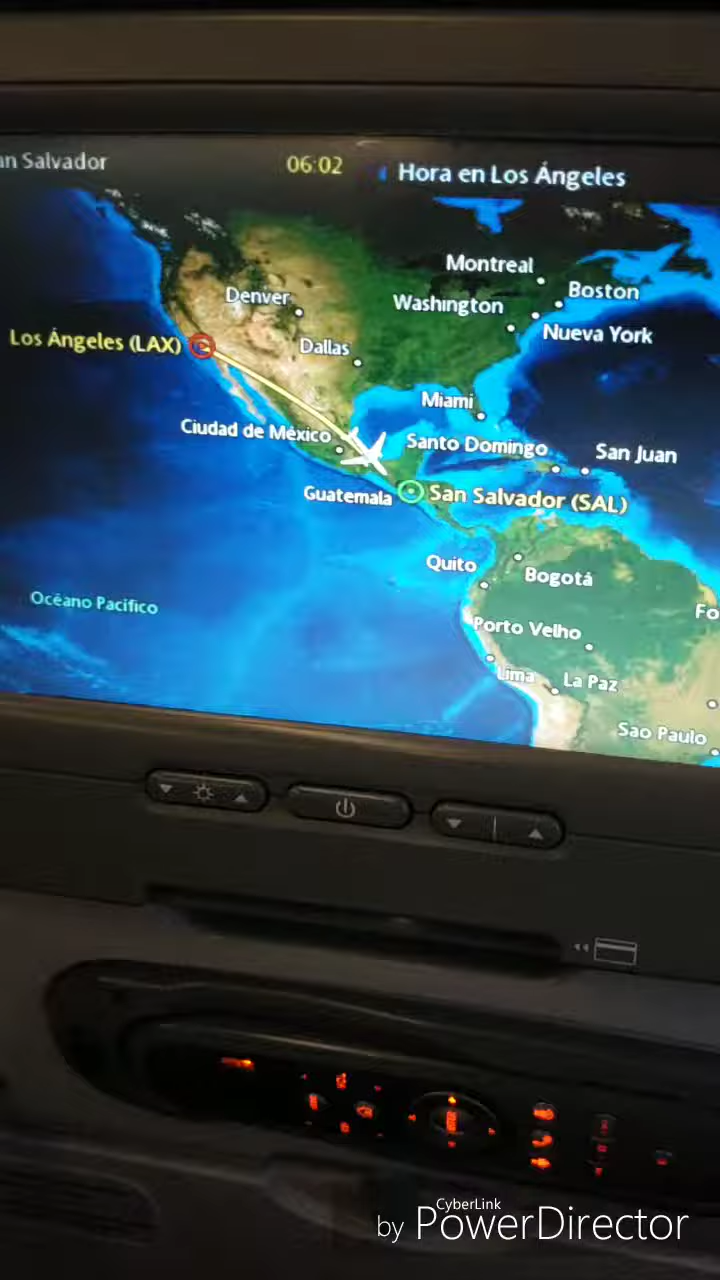 an Salvador
06:02
Hora en Los Ángeles
Montreal
Boston
Denver
Washington
Nueva York
Los Ángeles (LAX)
Dallas
Miami
Ciudad de México
Santo Domingo
San Juan
Guatemala
San Salvador (SAL)
Quito
Bogotá
Océano Pacífico
Fo
Porto Velho
Lima
La Paz
Sao Paulo
CyberLink
by PowerDirector